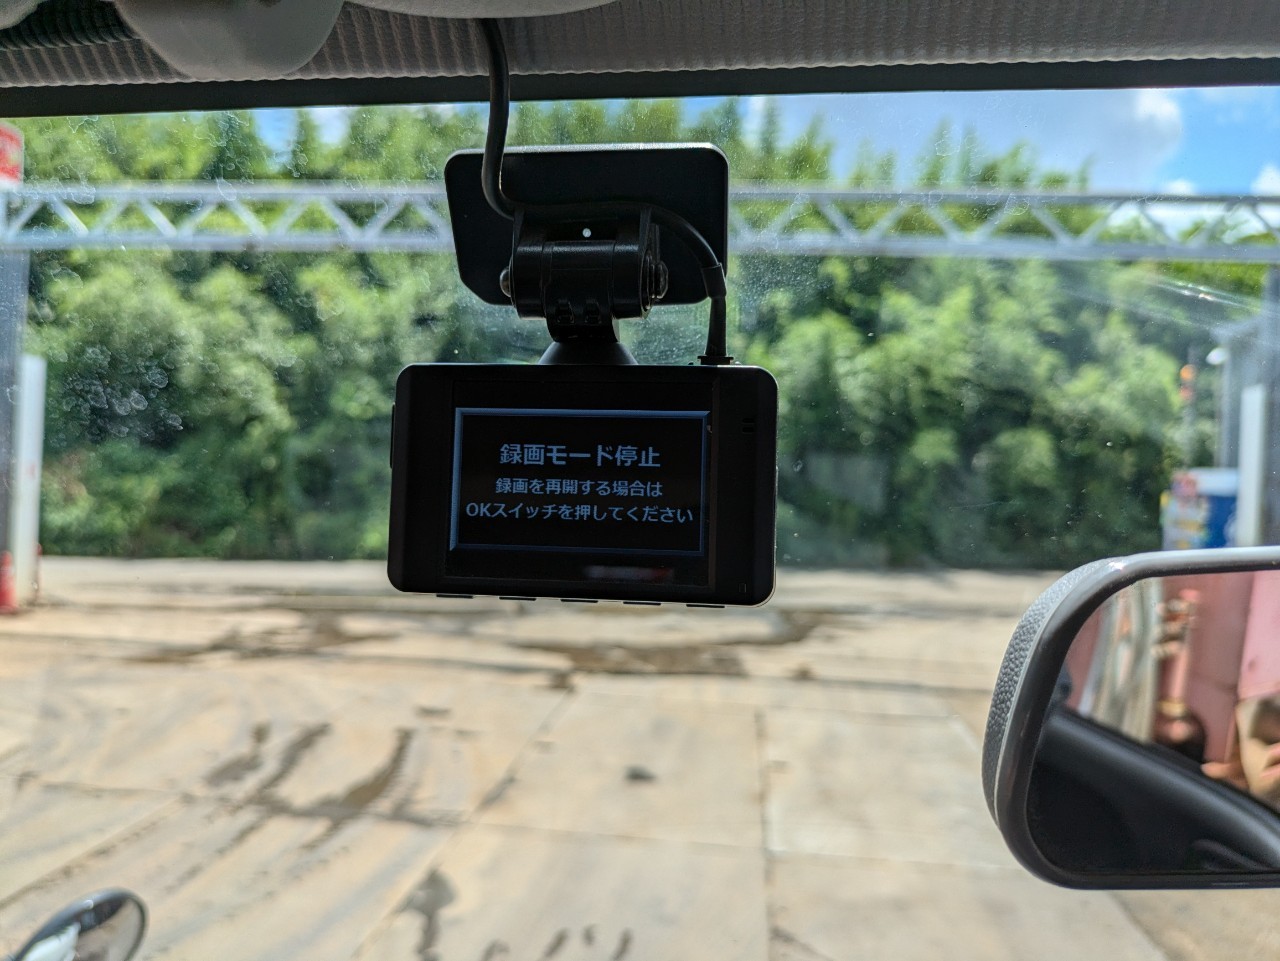 録画モード停止
録画を再開する場合は
OKスイッチを押してください